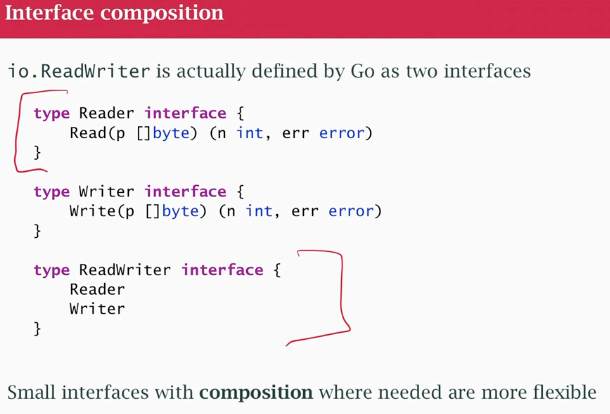 Interface composition
io.ReadWriter is actually defined by Go as two interfaces
type Reader interface {
    Read(p []byte) (n int, err error)
}
type Writer interface {
    Write(p []byte) (n int, err error)
}
type ReadWriter interface {
    Reader
    Writer
}
Small interfaces with composition where needed are more flexible